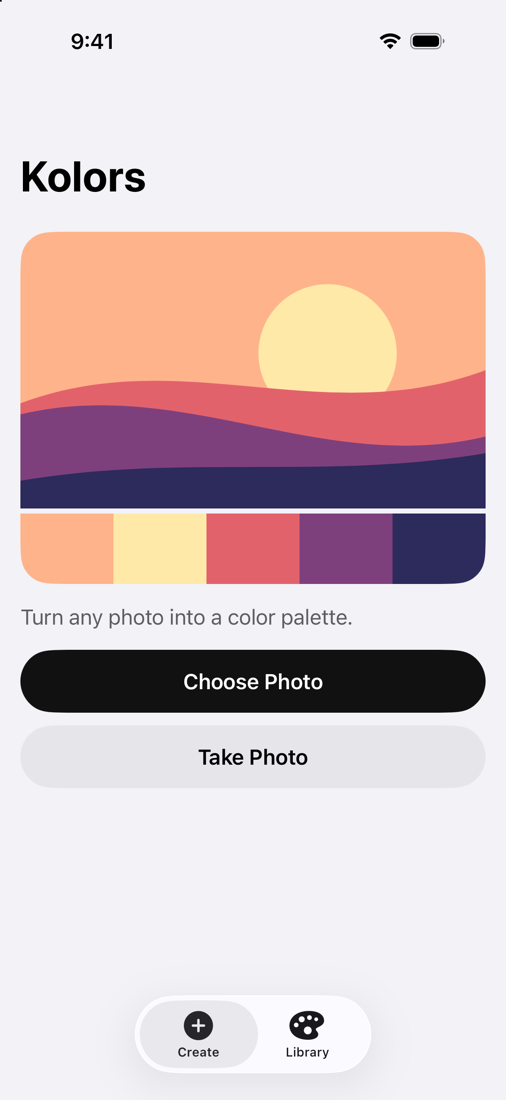 9:41
Kolors
Turn any photo into a color palette.
Choose Photo
Take Photo
Create
Library